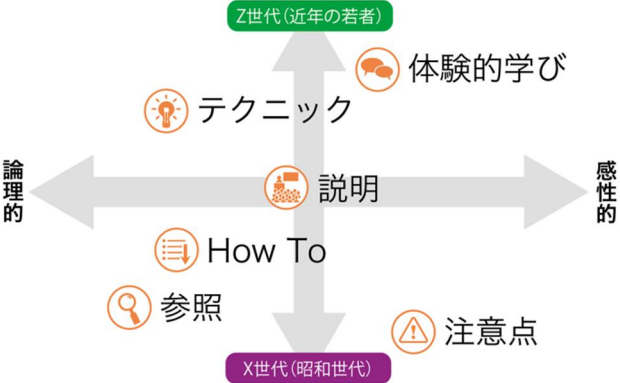 Z世代（近年の若者）
体験的学び
テクニック
論理的
説明
感性的
How To
参照
注意点
X世代（昭和世代）